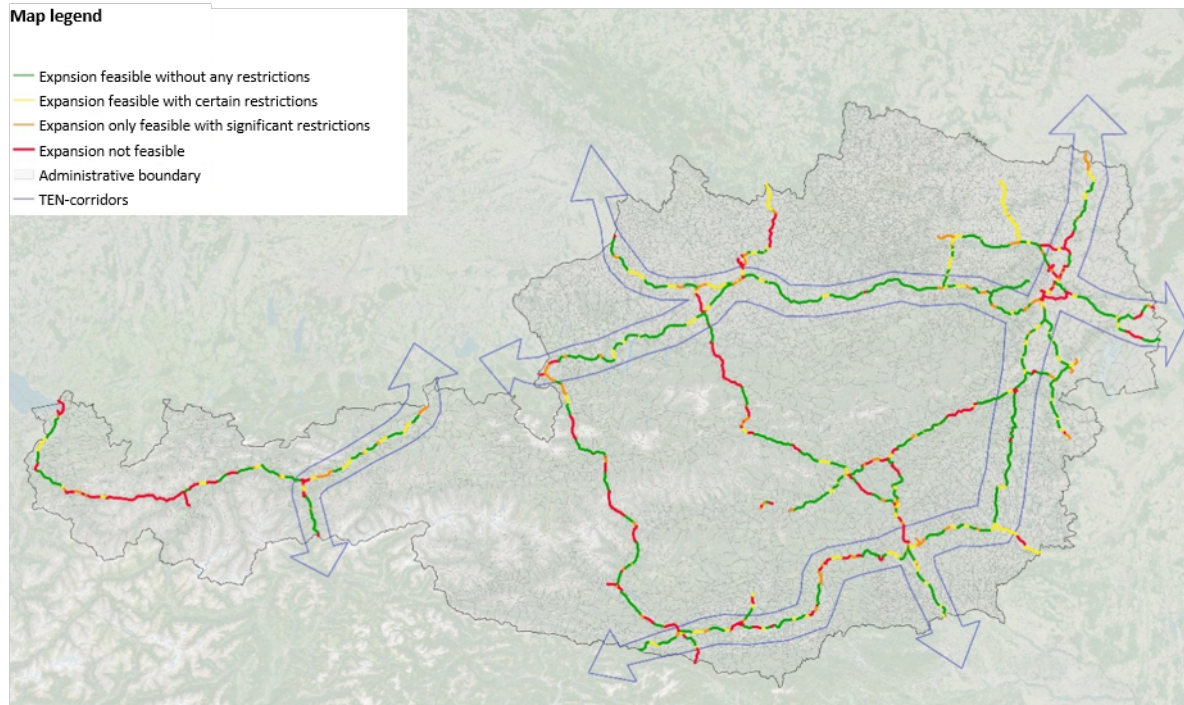 Map legend
Expnsion feasible without any restrictions
Expansion feasible with certain restrictions
Expansion only feasible with significant restrictions
Expansion not feasible
Administrative boundary
TEN-corridors